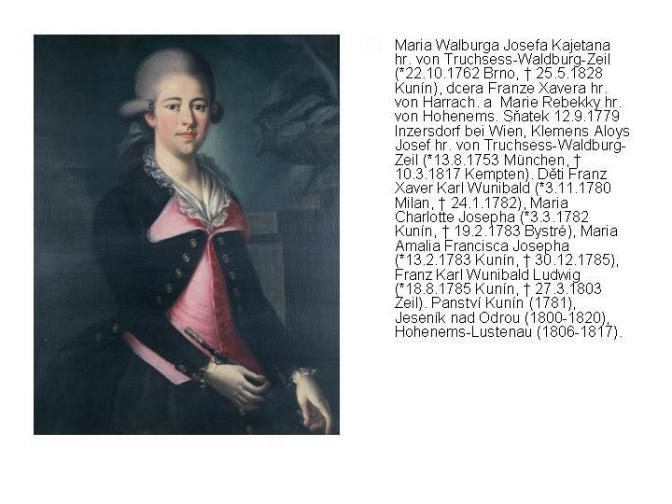 Maria Walburga Josefa Kajetana
hr. von Truchsess-Waldburg-Zeil
(*22.10.1762 Brno, † 25.5.1828
Kunín), dcera Franze Xavera hr.
von Harrach. a  Marie Rebekky hr.
von Hohenems. Sňatek 12.9.1779
Inzersdorf bei Wien, Klemens Aloys
Josef hr. von Truchsess-Waldburg-
Zeil (*13.8.1753 München, †
10.3.1817 Kempten). Děti Franz
Xaver Karl Wunibald (*3.11.1780
Milan, † 24.1.1782), Maria
Charlotte Josepha (*3.3.1782
Kunín, † 19.2.1783 Bystré), Maria
Amalia Francisca Josepha
(*13.2.1783 Kunín, † 30.12.1785),
Franz Karl Wunibald Ludwig
(*18.8.1785 Kunín, † 27.3.1803
Zeil). Panství Kunín (1781),
Jeseník nad Odrou (1800-1820),
Hohenems-Lustenau (1806-1817).